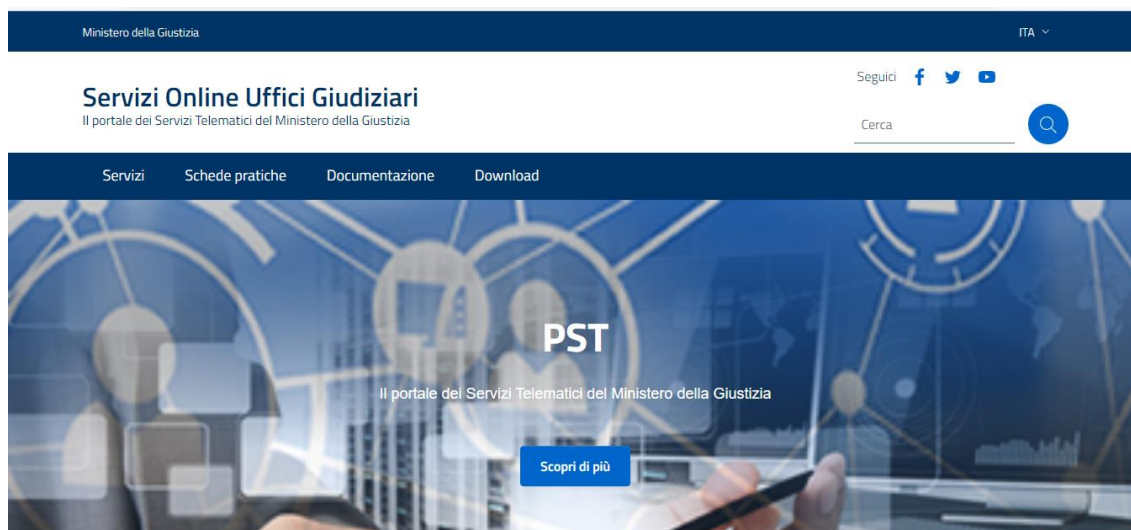 Ministero della Giustizia
ITA
Servizi Online Uffici Giudiziari
Il portale dei Servizi Telematici del Ministero della Giustizia
Seguici
Cerca
Servizi Schede pratiche Documentazione Download
PST
Il portale dei Servizi Telematici del Ministero della Giustizia
Scopri di più